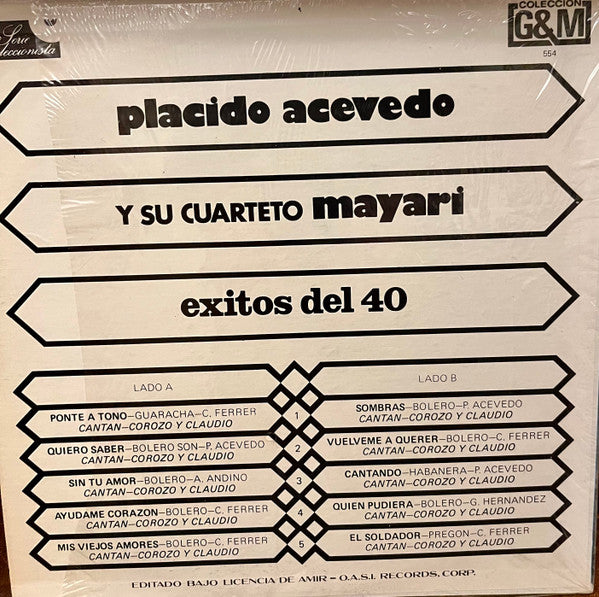 Serie
COLECCION
G&M
554
placido acevedo
Y SU CUARTETO mayari
exitos del 40
LADO A
PONTE A TONO—GUARACHA—C. FERRER
CANTAN—COROZO Y CLAUDIO
QUIERO SABER—BOLERO SON—P. ACEVEDO
CANTAN—COROZO Y CLAUDIO
SIN TU AMOR—BOLERO—A. ANDINO
CANTAN—COROZO Y CLAUDIO
AYUDAME CORAZON—BOLERO—C. FERRER
CANTAN—COROZO Y CLAUDIO
MIS VIEJOS AMORES—BOLERO—C. FERRER
CANTAN—COROZO Y CLAUDIO
1
2
3
4
5
LADO B
SOMBRAS—BOLERO—P. ACEVEDO
CANTAN—COROZO Y CLAUDIO
VUELVEME A QUERER—BOLERO—C. FERRER
CANTAN—COROZO Y CLAUDIO
CANTANDO—HABANERA—P. ACEVEDO
CANTAN—COROZO Y CLAUDIO
QUIEN PUDIERA—BOLERO—G. HERNANDEZ
CANTAN—COROZO Y CLAUDIO
EL SOLDADOR—PREGON—C. FERRER
CANTAN—COROZO Y CLAUDIO
EDITADO BAJO LICENCIA DE AMIR — O.A.S.I. RECORDS, CORP.